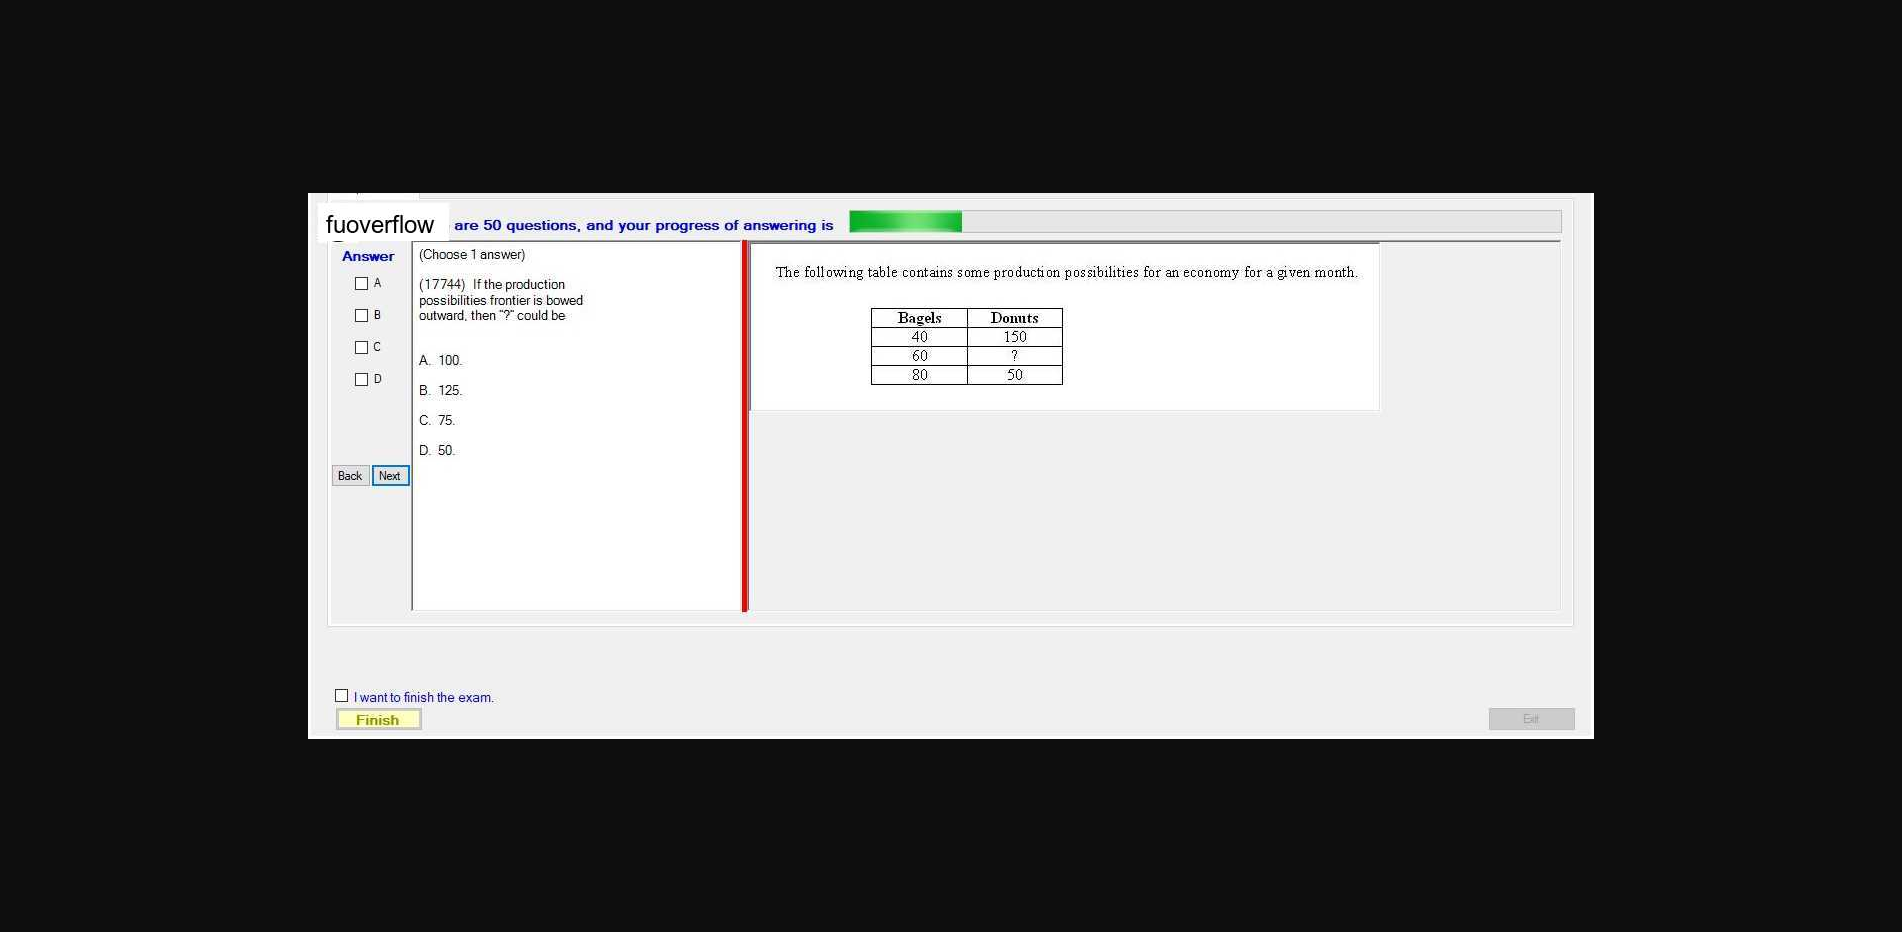 fuoverflow are 50 questions, and your progress of answering is
Answer
A
B
C
D
Back Next
(Choose 1 answer)
(17744) If the production
possibilities frontier is bowed
outward, then "?" could be
A. 100.
B. 125.
C. 75.
D. 50.
The following table contains some production possibilities for an economy for a given month.
Bagels Donuts
40 150
60 ?
80 50
I want to finish the exam.
Finish
Exit